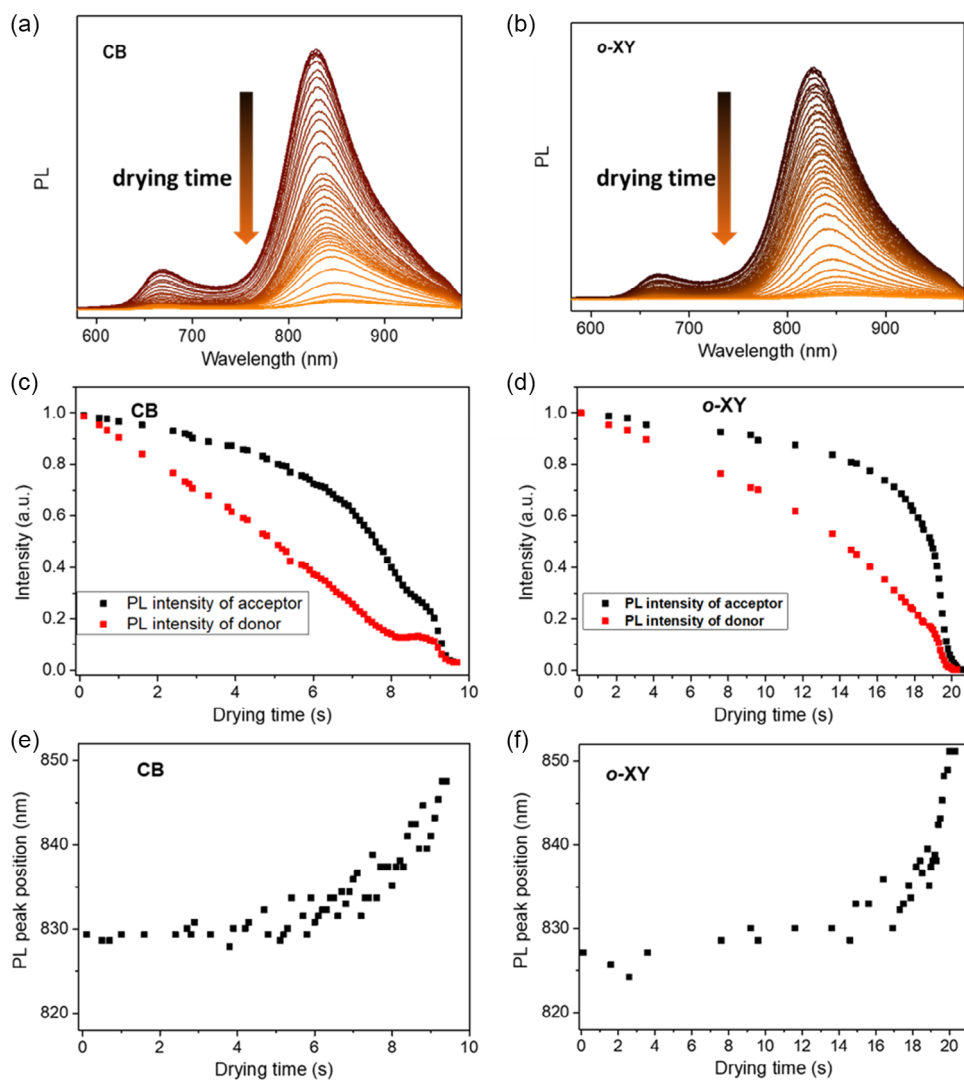 (a)
CB
drying time
PL
600 700 800 900
Wavelength (nm)
(b)
o-XY
drying time
PL
600 700 800 900
Wavelength (nm)
(c)
CB
Intensity (a.u.)
1.0
0.8
0.6
0.4
0.2
0.0
PL intensity of acceptor
PL intensity of donor
0 2 4 6 8 10
Drying time (s)
(d)
o-XY
Intensity (a.u.)
1.0
0.8
0.6
0.4
0.2
0.0
PL intensity of acceptor
PL intensity of donor
0 2 4 6 8 10 12 14 16 18 20
Drying time (s)
(e)
CB
PL peak position (nm)
850
840
830
820
0 2 4 6 8 10
Drying time (s)
(f)
o-XY
PL peak position (nm)
850
840
830
820
0 2 4 6 8 10 12 14 16 18 20
Drying time (s)